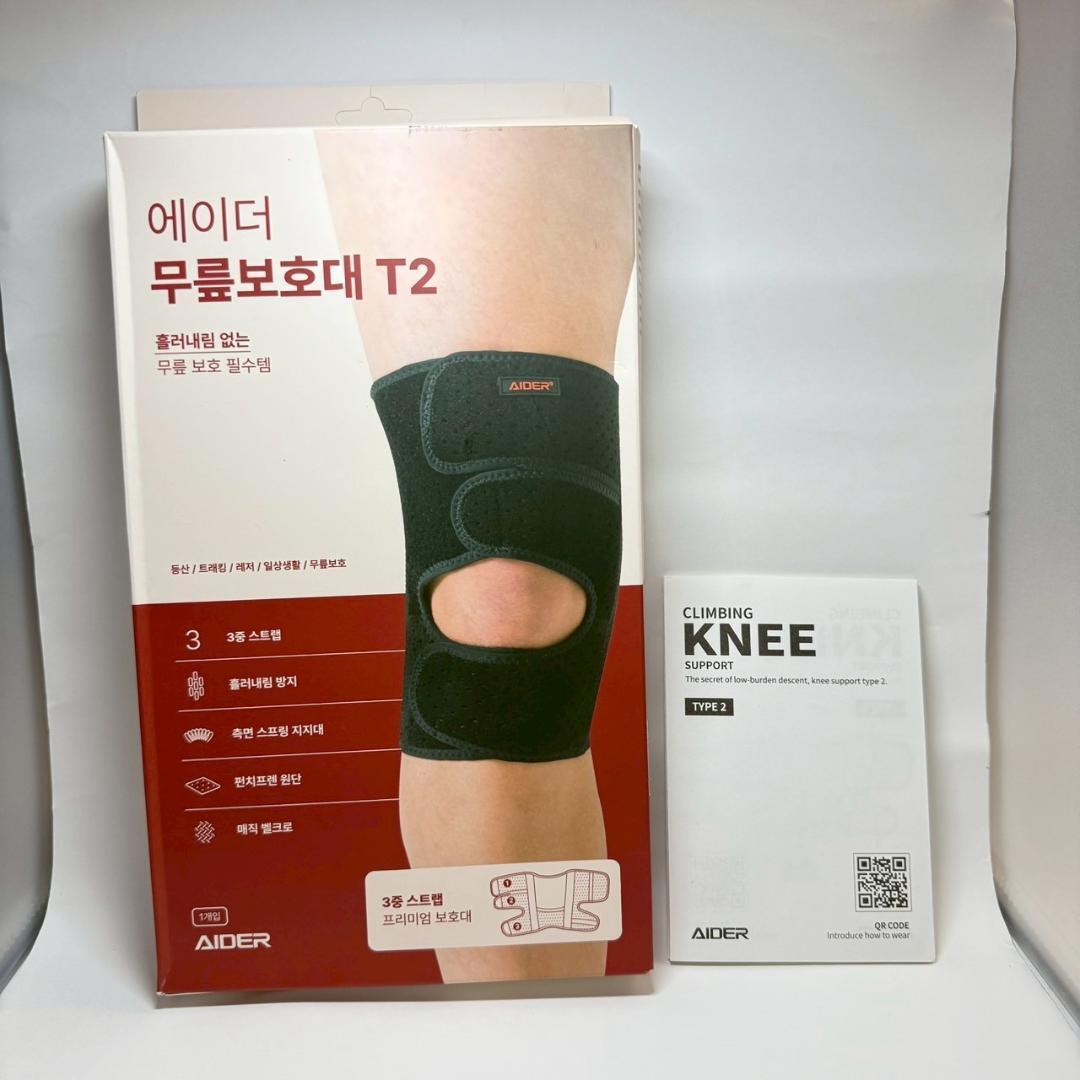 에이더
무릎보호대 T2
흘러내림 없는
무릎 보호 필수템
AIDER
등산 / 트래킹 / 레저 / 일상생활 / 무릎보호
3 3중 스트랩
흘러내림 방지
측면 스프링 지지대
펀치프렌 원단
매직 벨크로
3중 스트랩
프리미엄 보호대
1
2
3
1개입
AIDER
CLIMBING
KNEE
SUPPORT
The secret of low-burden descent, knee support type 2.
TYPE 2
AIDER
QR CODE
Introduce how to wear